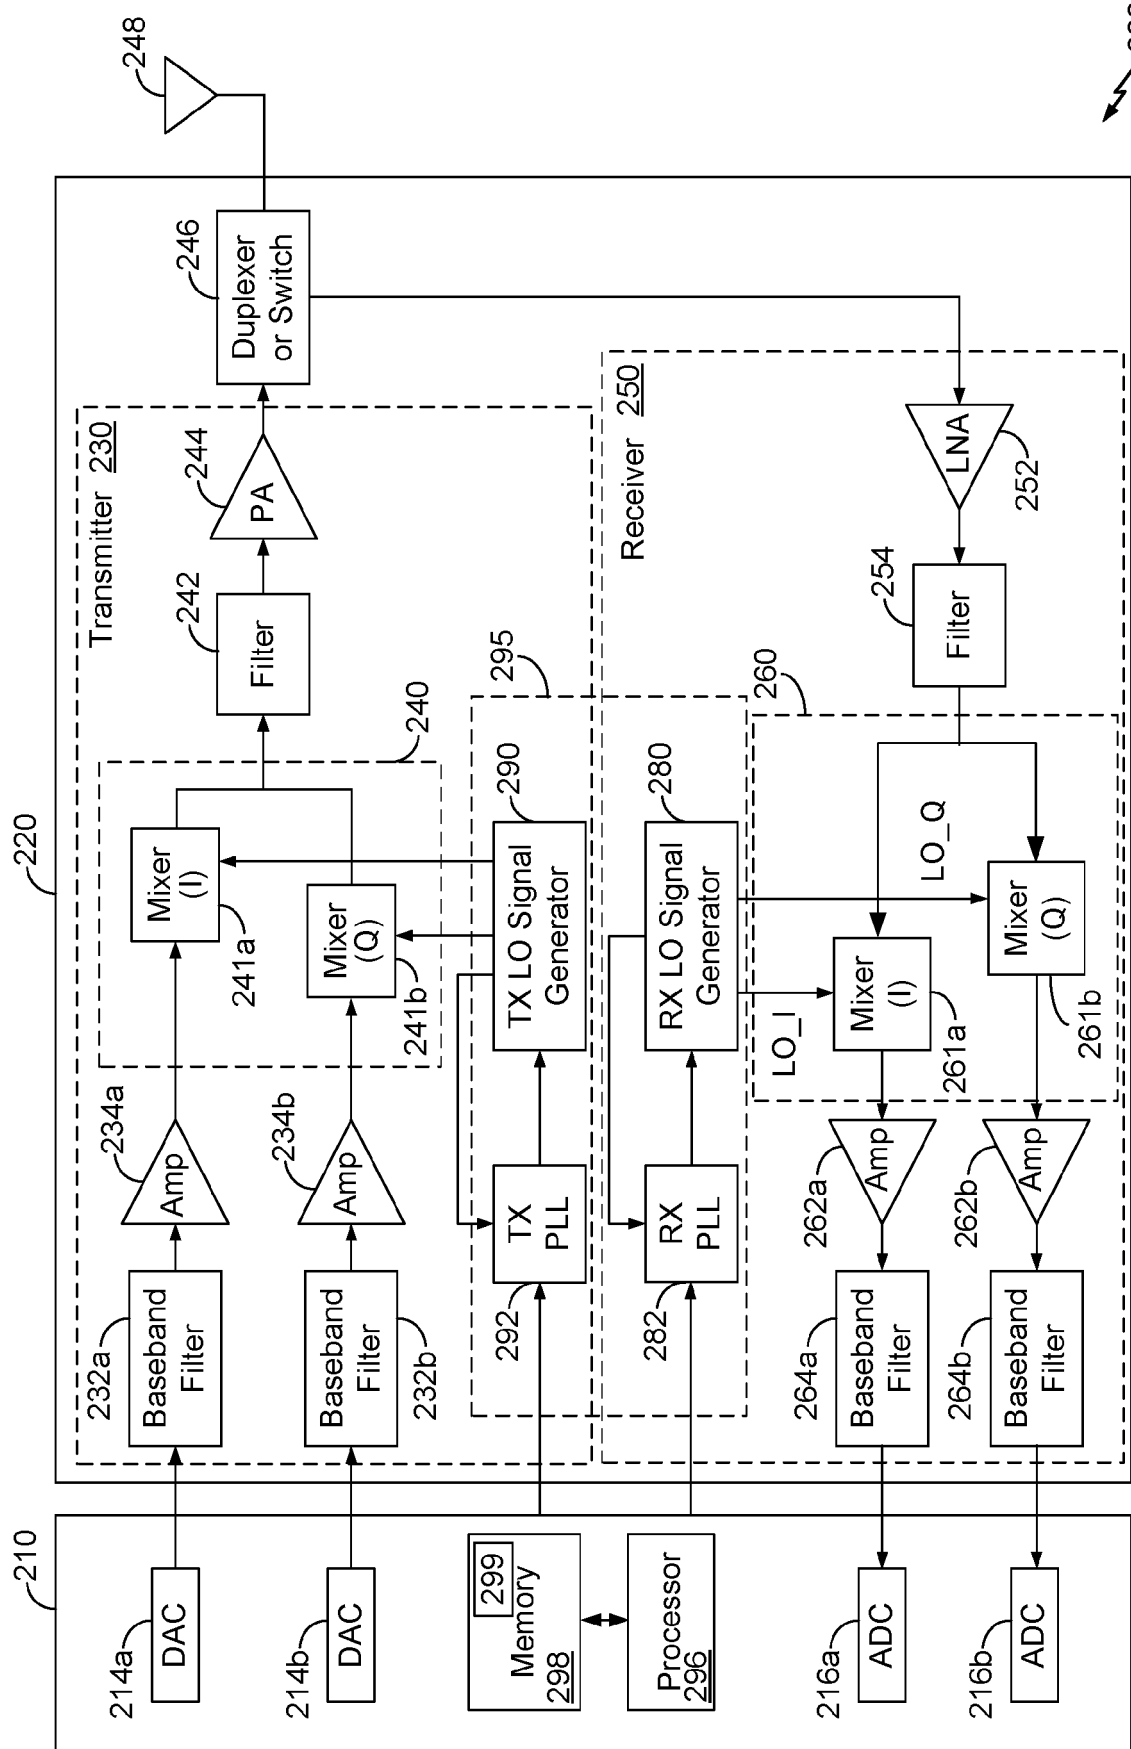 210
214a
DAC
214b
DAC
299
Memory
298
Processor
296
216a
ADC
216b
ADC
220
Transmitter 230
232a
Baseband
Filter
234a
Amp
232b
Baseband
Filter
234b
Amp
240
Mixer
(I)
241a
Mixer
(Q)
241b
242
Filter
244
PA
246
Duplexer
or Switch
248
295
292
TX
PLL
290
TX LO Signal
Generator
282
RX
PLL
280
RX LO Signal
Generator
Receiver 250
LNA
252
254
Filter
260
LO_I
LO_Q
Mixer
(I)
261a
Mixer
(Q)
261b
262a
Amp
262b
Amp
264a
Baseband
Filter
264b
Baseband
Filter